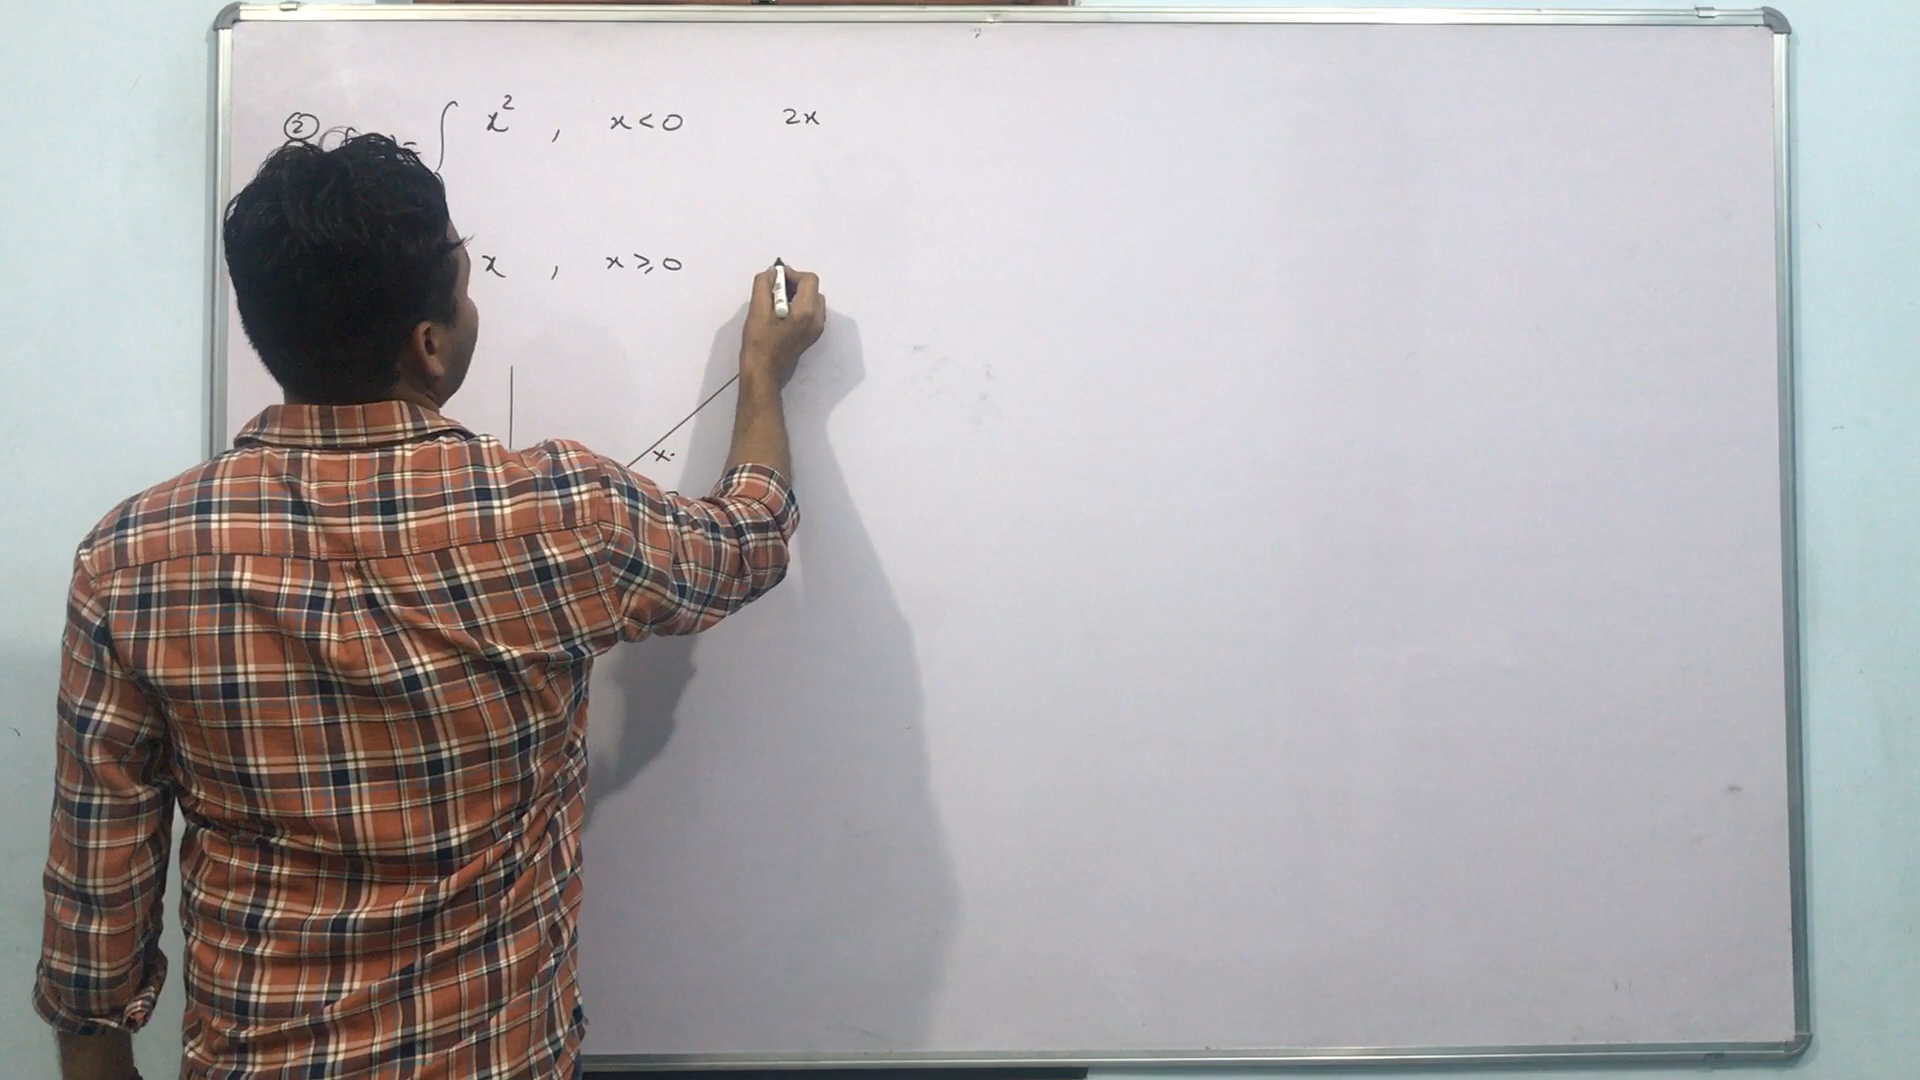 ② { x² , x < 0 2x
x , x ⩾ 0
x.